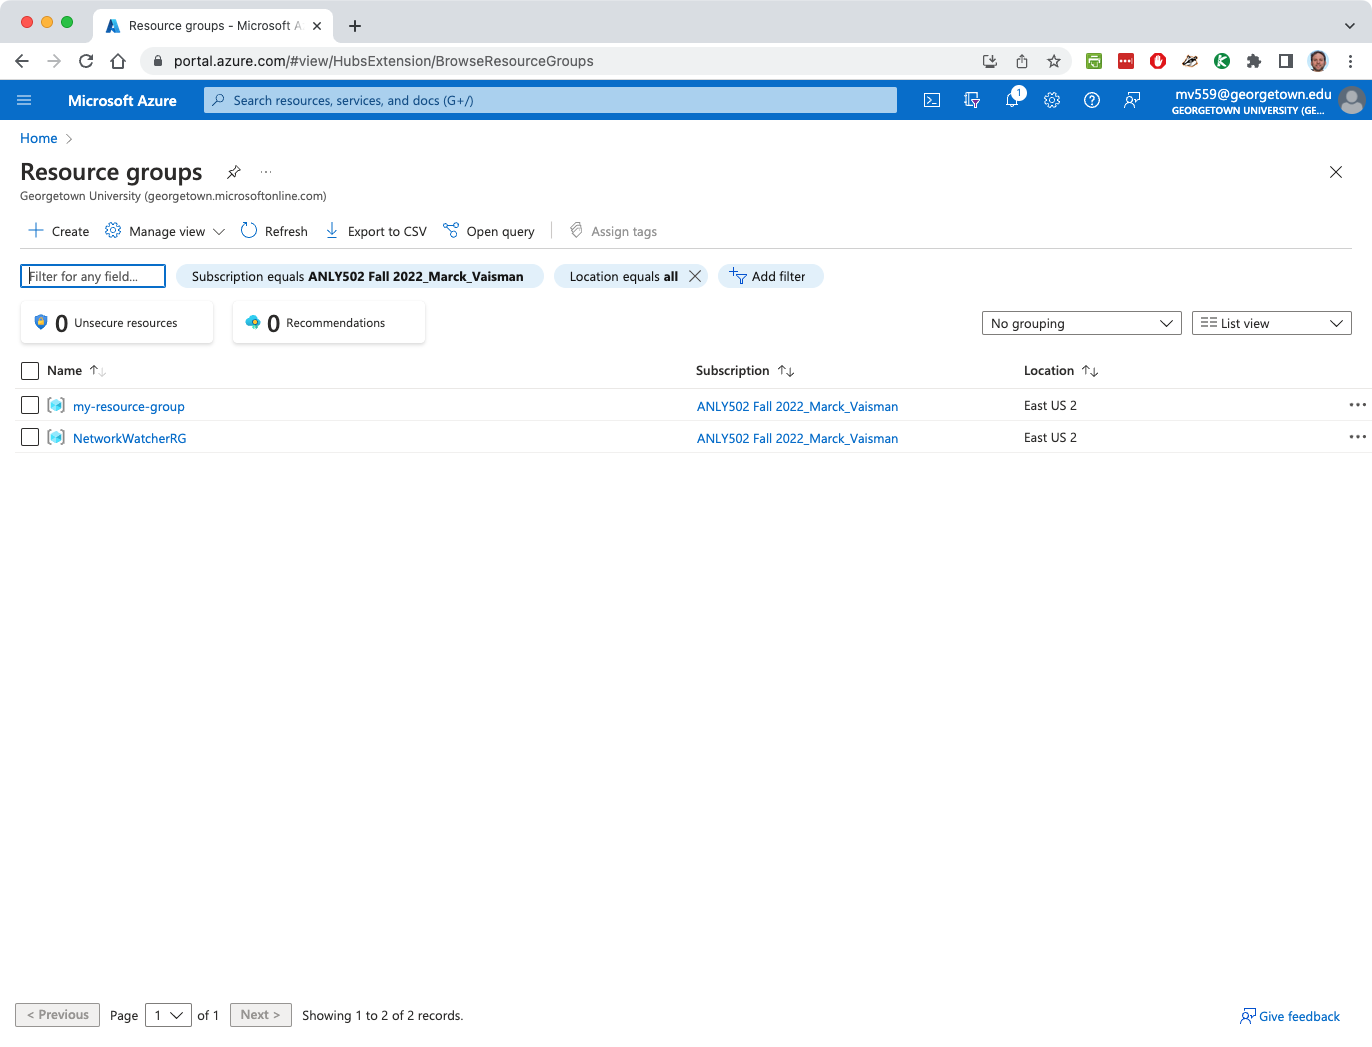 Resource groups - Microsoft A
portal.azure.com/#view/HubsExtension/BrowseResourceGroups
Microsoft Azure
Search resources, services, and docs (G+/)
1
mv559@georgetown.edu
GEORGETOWN UNIVERSITY (GE...
Home
Resource groups
Georgetown University (georgetown.microsoftonline.com)
Create Manage view Refresh Export to CSV Open query Assign tags
Filter for any field... Subscription equals ANLY502 Fall 2022_Marck_Vaisman Location equals all Add filter
0 Unsecure resources 0 Recommendations No grouping List view
Name Subscription Location
my-resource-group ANLY502 Fall 2022_Marck_Vaisman East US 2
NetworkWatcherRG ANLY502 Fall 2022_Marck_Vaisman East US 2
< Previous Page 1 of 1 Next > Showing 1 to 2 of 2 records. Give feedback